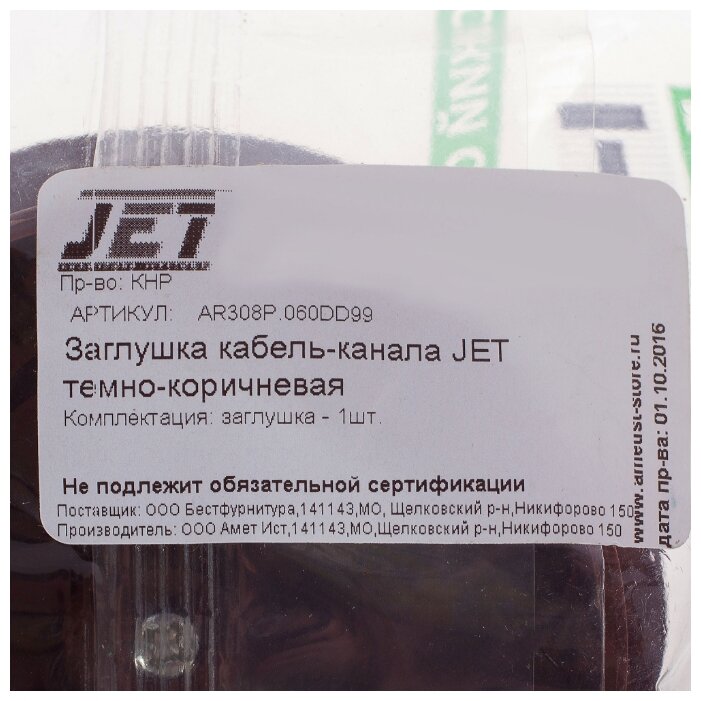 JET
Пр-во: КНР
АРТИКУЛ: AR308P.060DD99
Заглушка кабель-канала JET
темно-коричневая
Комплектация: заглушка - 1шт.
Не подлежит обязательной сертификации
Поставщик: ООО Бестфурнитура,141143,МО, Щелковский р-н,Никифорово 150
Производитель: ООО Амет Ист,141143,МО,Щелковский р-н,Никифорово 150
www.ameust-store.ru
дата пр-ва: 01.10.2016